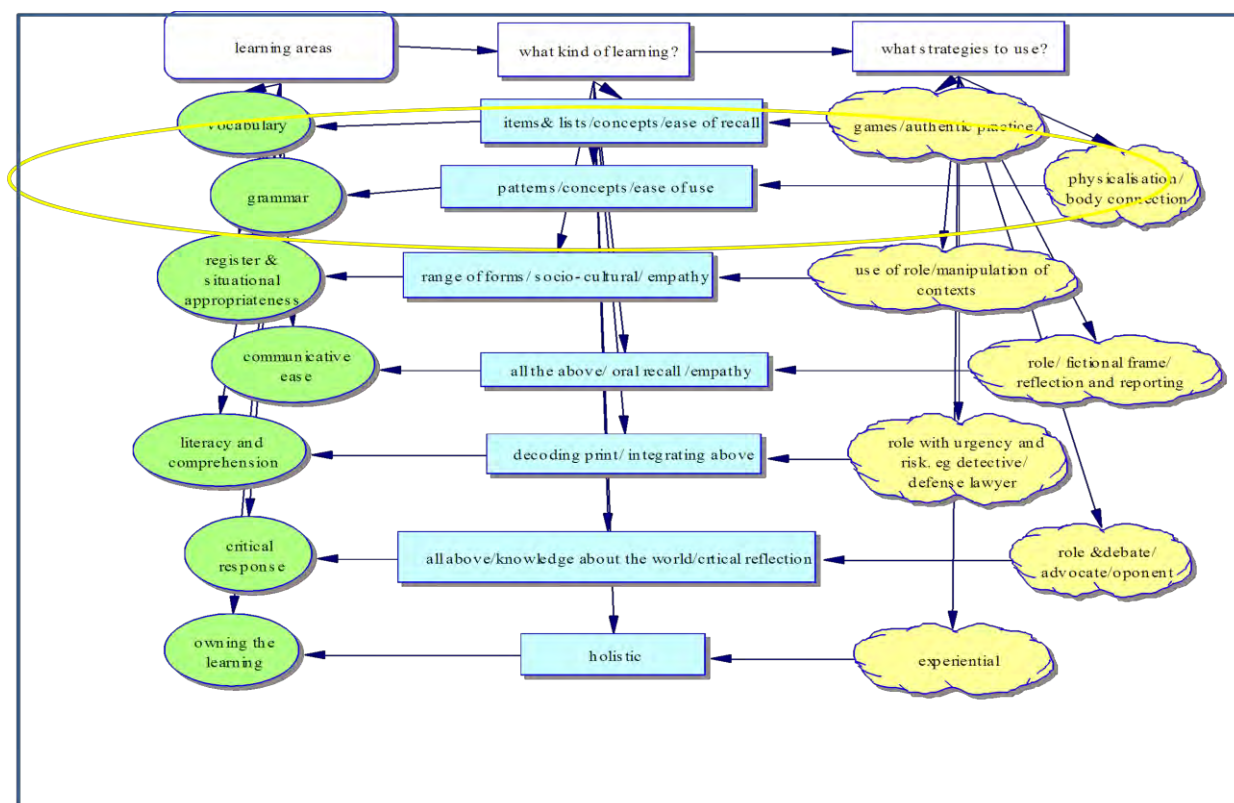 learning areas
what kind of learning?
what strategies to use?
vocabulary
items& lists/concepts/ease of recall
games/authentic practice
grammar
patterns/concepts/ease of use
physicalisation/
body connection
register &
situational
appropriateness
range of forms/ socio- cultural/ empathy
use of role/manipulation of
contexts
communicative
ease
all the above/ oral recall /empathy
role/ fictional frame/
reflection and reporting
literacy and
comprehension
decoding print/ integrating above
role with urgency and
risk. eg detective/
defense lawyer
critical
response
all above/knowledge about the world/crtical reflection
role &debate/
advocate/oponent
owning the
learning
holistic
experiential